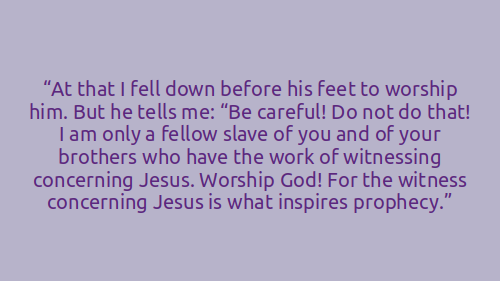 “At that I fell down before his feet to worship
him. But he tells me: “Be careful! Do not do that!
I am only a fellow slave of you and of your
brothers who have the work of witnessing
concerning Jesus. Worship God! For the witness
concerning Jesus is what inspires prophecy.”